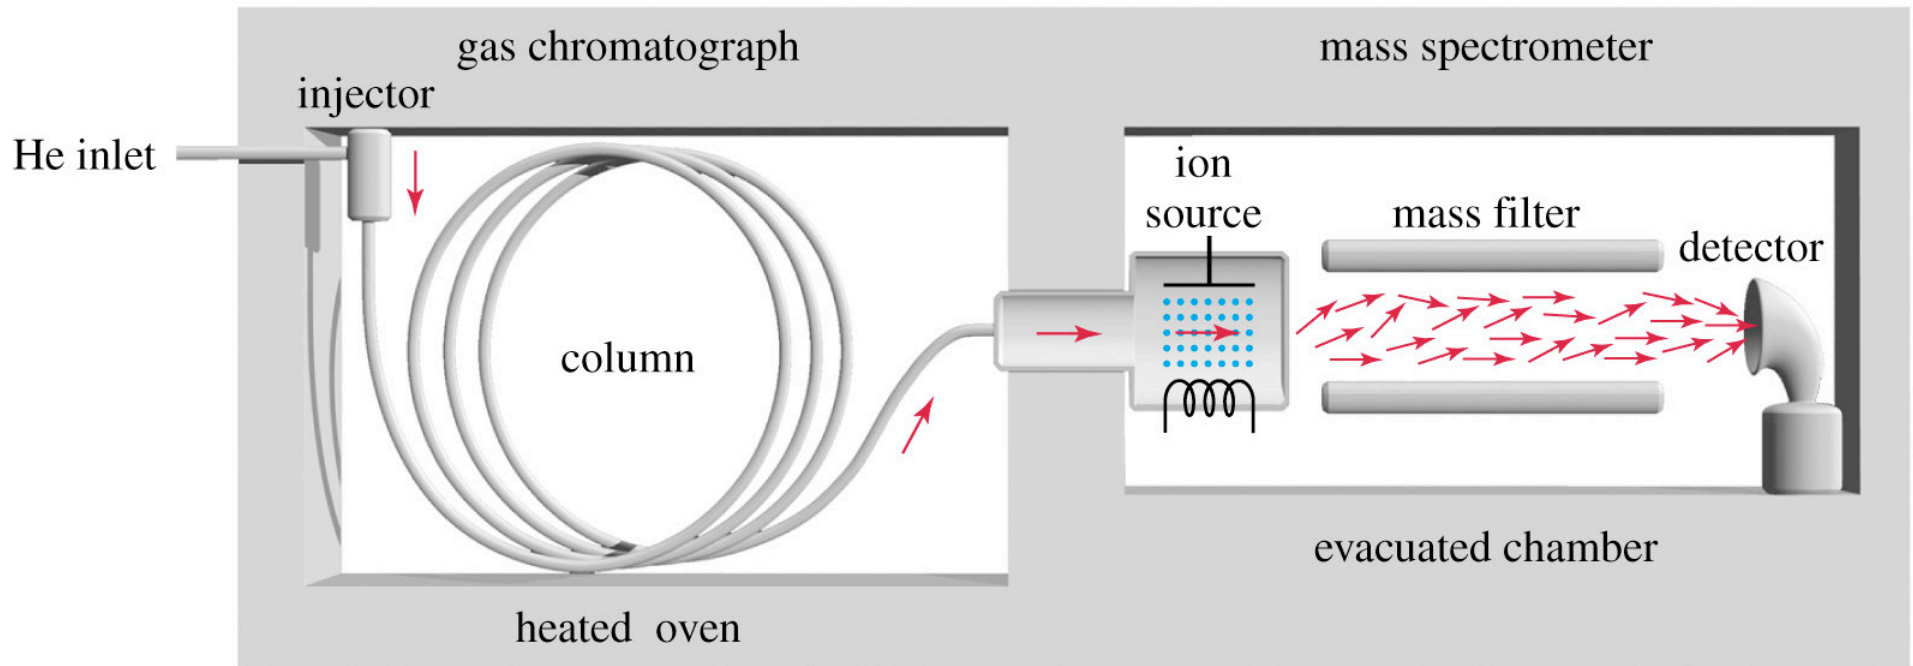 gas chromatograph
mass spectrometer
injector
He inlet
ion
source
mass filter
detector
column
evacuated chamber
heated oven